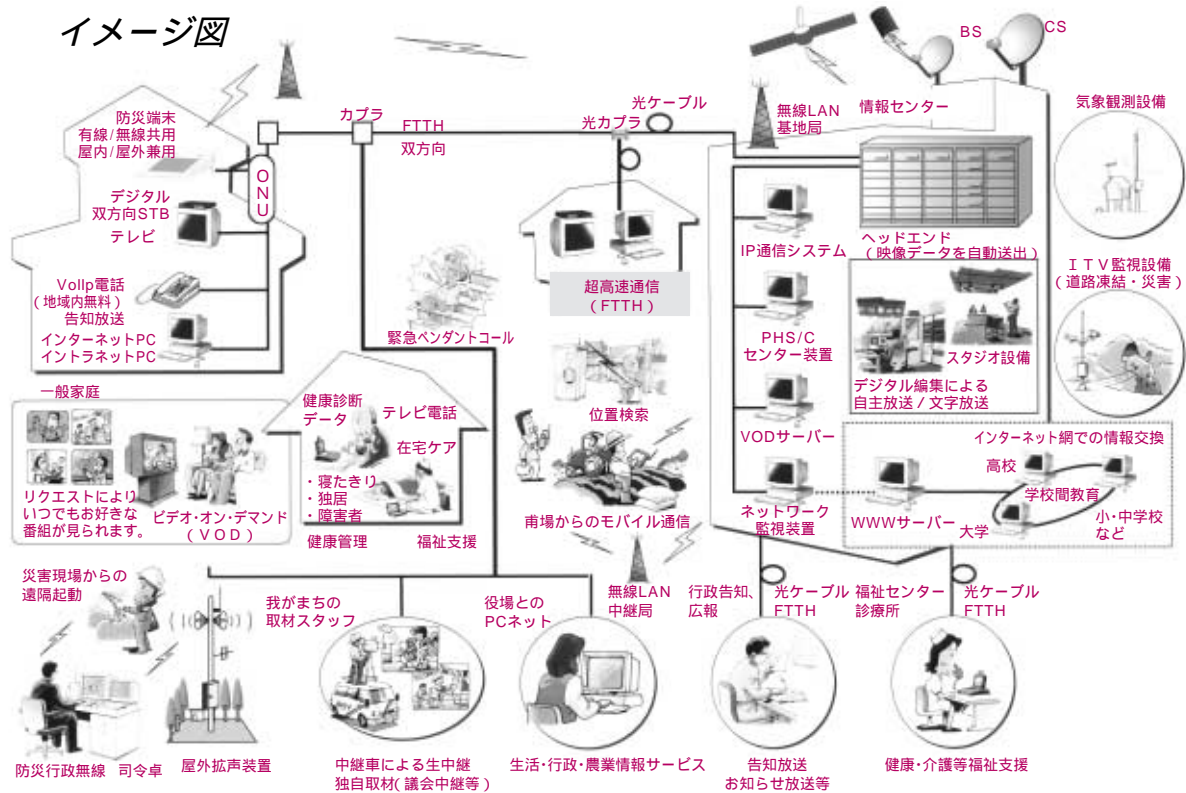 イメージ図
BS
CS
防災端末
有線/無線共用
屋内/屋外兼用
カプラ
FTTH
双方向
光ケーブル
光カプラ
無線LAN
基地局
情報センター
気象観測設備
ONU
デジタル
双方向STB
テレビ
VoIIp電話
(地域内無料)
告知放送
インターネットPC
イントラネットPC
一般家庭
超高速通信
(FTTH)
緊急ペンダントコール
IP通信システム
ヘッドエンド
(映像データを自動送出)
PHS/C
センター装置
スタジオ設備
デジタル編集による
自主放送/文字放送
ITV監視設備
(道路凍結・災害)
リクエストにより
いつでもお好きな
番組が見られます。
ビデオ・オン・デマンド
(VOD)
健康診断
データ
テレビ電話
在宅ケア
・寝たきり
・独居
・障害者
健康管理
福祉支援
位置検索
甫場からのモバイル通信
VODサーバー
ネットワーク
監視装置
インターネット網での情報交換
高校
学校間教育
WWWサーバー
大学
小・中学校
など
災害現場からの
遠隔起動
我がまちの
取材スタッフ
役場との
PCネット
無線LAN
中継局
行政告知、
広報
光ケーブル
FTTH
福祉センター
診療所
光ケーブル
FTTH
防災行政無線 司令卓
屋外拡声装置
中継車による生中継
独自取材(議会中継等)
生活・行政・農業情報サービス
告知放送
お知らせ放送等
健康・介護等福祉支援